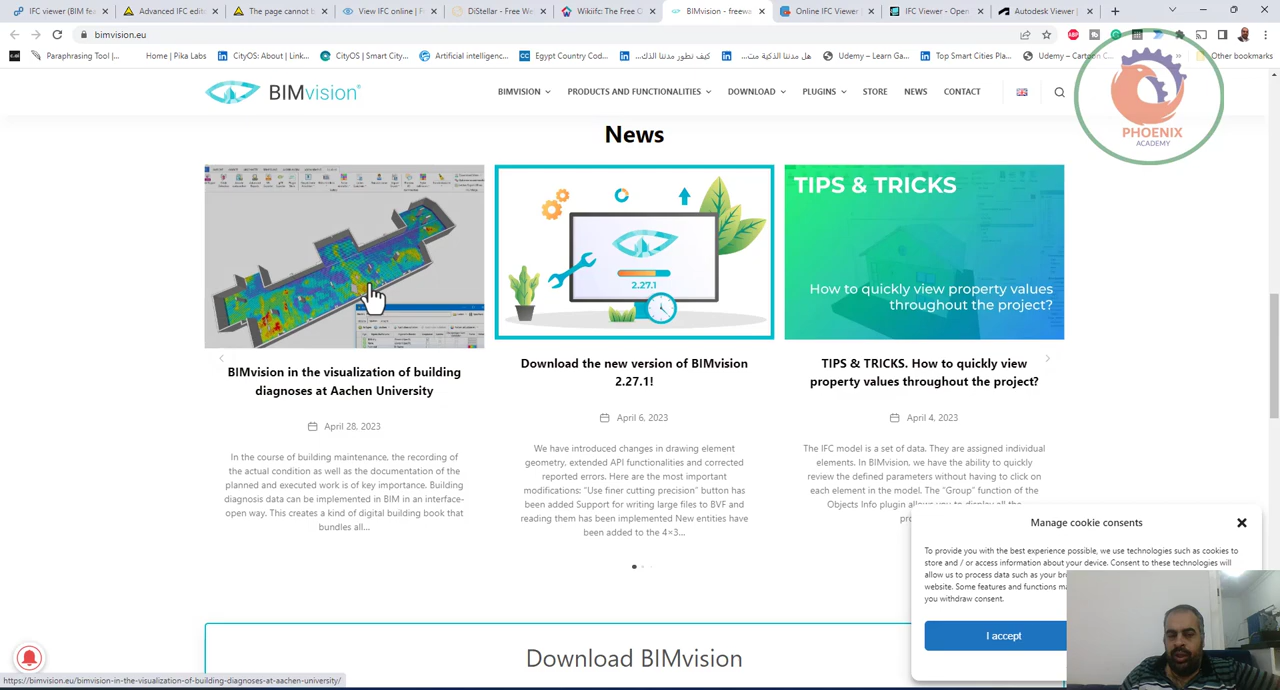 IFC viewer (BIM fea
Advanced IFC edito
The page cannot b
View IFC online | F
DiStellar - Free We
Wikiifc: The Free C
BIMvision - freewa
Online IFC Viewer
IFC Viewer - Open
Autodesk Viewer |
bimvision.eu
Paraphrasing Tool |
Home | Pika Labs
CityOS: About | Link...
CityOS | Smart City...
Artificial intelligenc...
Egypt Country Cod...
كيف نطور مدننا الذك...
هل مدننا الذكية مت...
Udemy – Learn Ga...
Top Smart Cities Pla...
Udemy – Cartoon C
Other bookmarks
BIMvision®
BIMVISION
PRODUCTS AND FUNCTIONALITIES
DOWNLOAD
PLUGINS
STORE
NEWS
CONTACT
PHOENIX
ACADEMY
News
2.27.1
TIPS & TRICKS
How to quickly view property values
throughout the project?
BIMvision in the visualization of building
diagnoses at Aachen University
April 28, 2023
In the course of building maintenance, the recording of
the actual condition as well as the documentation of the
planned and executed work is of key importance. Building
diagnosis data can be implemented in BIM in an interface-
open way. This creates a kind of digital building book that
bundles all...
Download the new version of BIMvision
2.27.1!
April 6, 2023
We have introduced changes in drawing element
geometry, extended API functionalities and corrected
reported errors. Here are the most important
modifications: "Use finer cutting precision" button has
been added Support for writing large files to BVF and
reading them has been implemented New entities have
been added to the 4×3...
TIPS & TRICKS. How to quickly view
property values throughout the project?
April 4, 2023
The IFC model is a set of data. They are assigned individual
elements. In BIMvision, we have the ability to quickly
review the defined parameters without having to click on
each element in the model. The "Group" function of the
Objects Info plugin allows you to display all the
Manage cookie consents
To provide you with the best experience possible, we use technologies such as cookies to
store and / or access information about your device. Consent to these technologies will
allow us to process data such as your
website. Some features and functions
you withdraw consent.
I accept
Download BIMvision
https://bimvision.eu/bimvision-in-the-visualization-of-building-diagnoses-at-aachen-university/